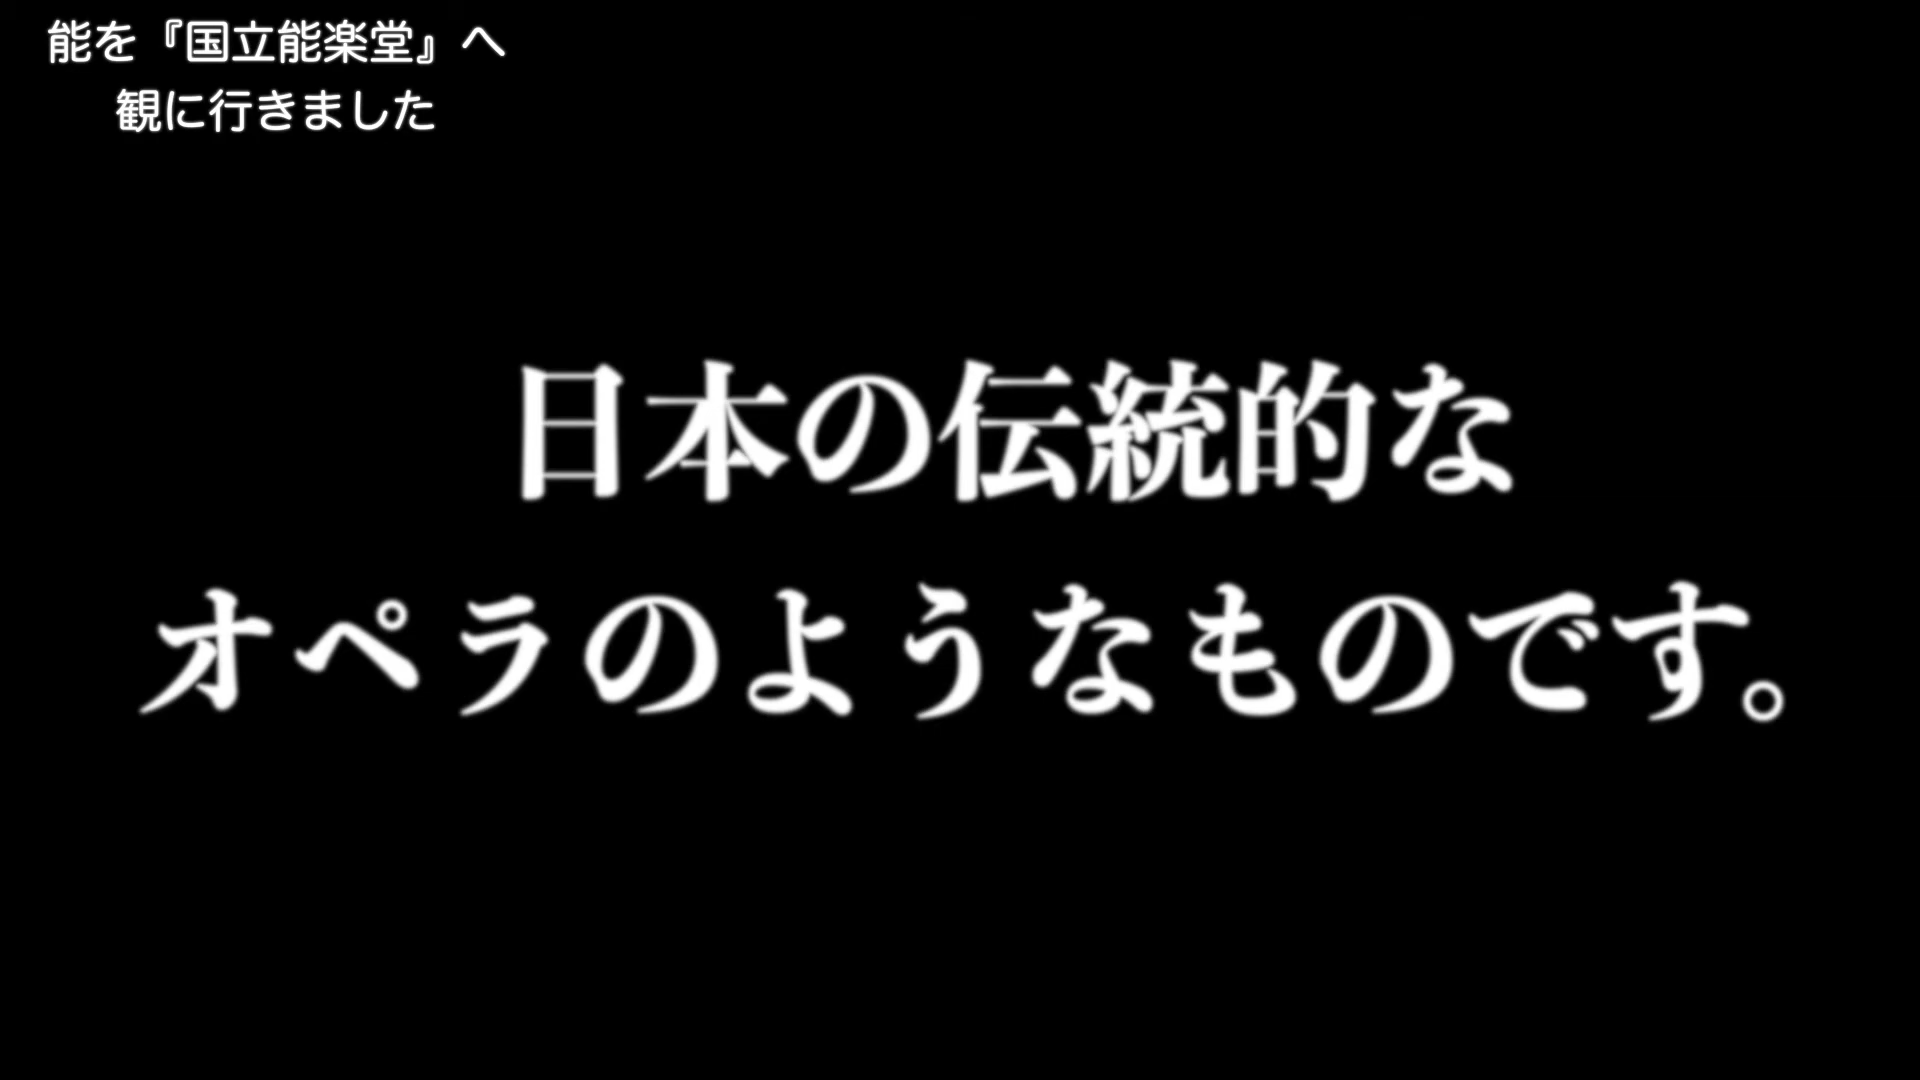 能を『国立能楽堂』へ
観に行きました
日本の伝統的な
オペラのようなものです。